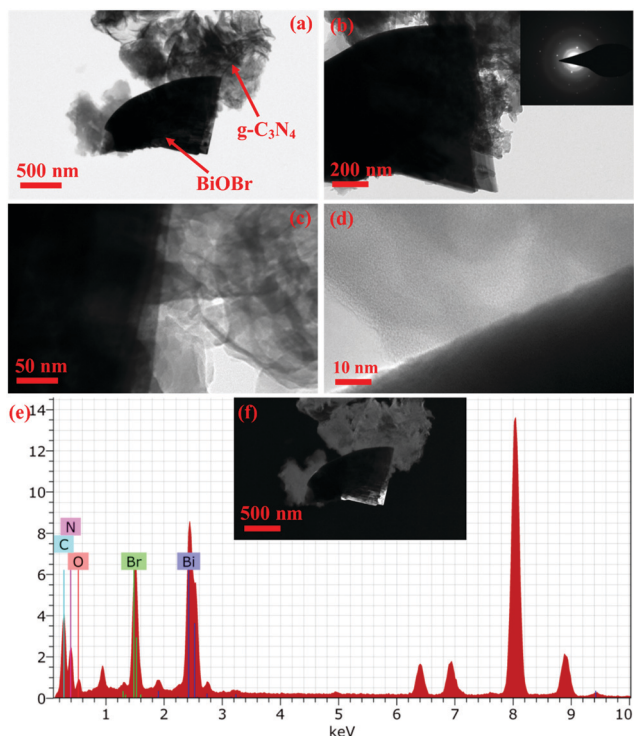 (a)
g-C₃N₄
BiOBr
500 nm
(b)
200 nm
(c)
50 nm
(d)
10 nm
(e)
14
12
10
8
6
4
2
0
N
C
O
Br
Bi
(f)
500 nm
1 2 3 4 5 6 7 8 9 10
keV